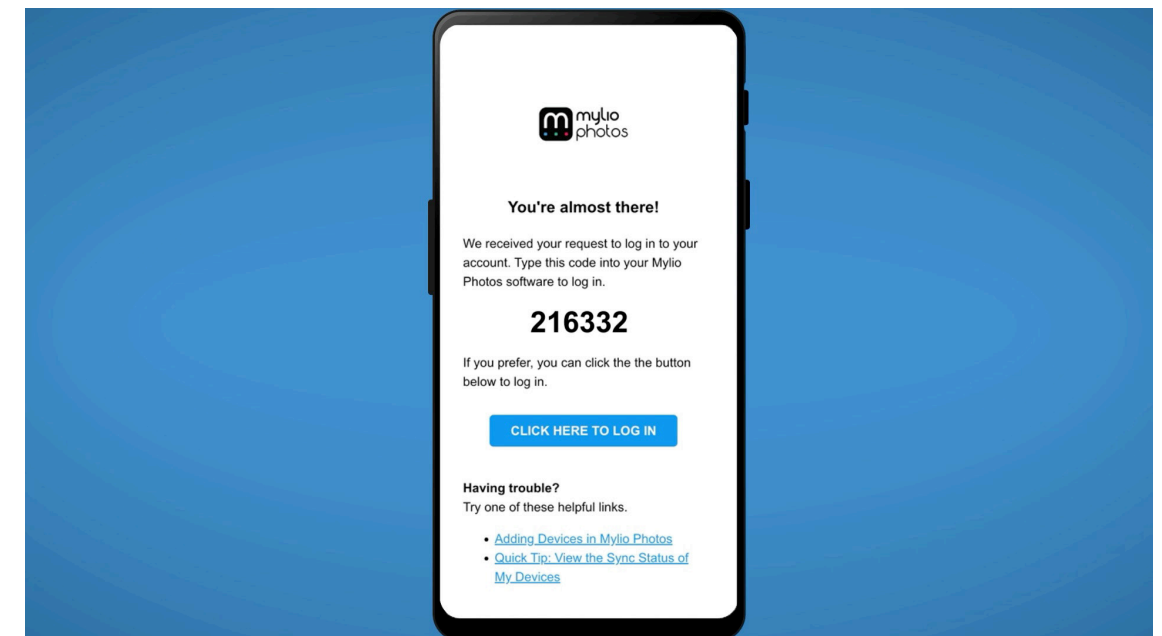 mylio
photos
You're almost there!
We received your request to log in to your
account. Type this code into your Mylio
Photos software to log in.
216332
If you prefer, you can click the the button
below to log in.
CLICK HERE TO LOG IN
Having trouble?
Try one of these helpful links.
• Adding Devices in Mylio Photos
• Quick Tip: View the Sync Status of
My Devices